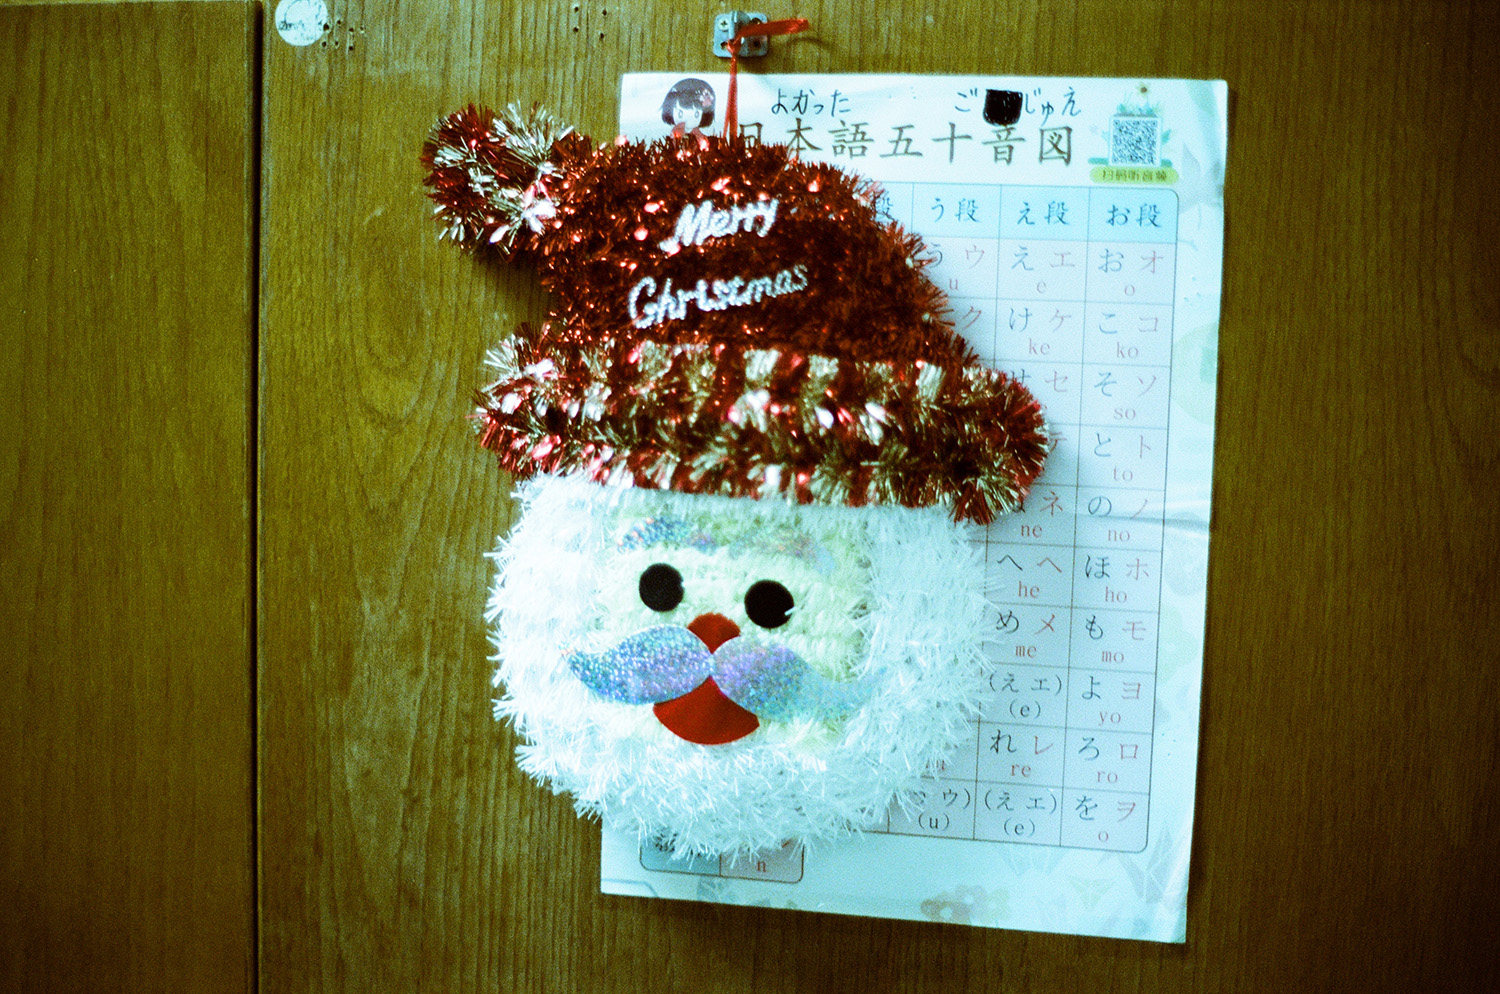 よかった ご じゅえ
日本語五十音図
扫码听音频
Merry
Christmas
段 う段 え段 お段
う ウ え エ お オ
u e o
ク け ケ こ コ
ke ko
せ セ そ ソ
so
と ト
to
ネ の ノ
ne no
へ ヘ ほ ホ
he ho
め メ も モ
me mo
(え エ) よ ヨ
(e) yo
れ レ ろ ロ
re ro
ウ) (え エ) を ヲ
(u) (e) o
n